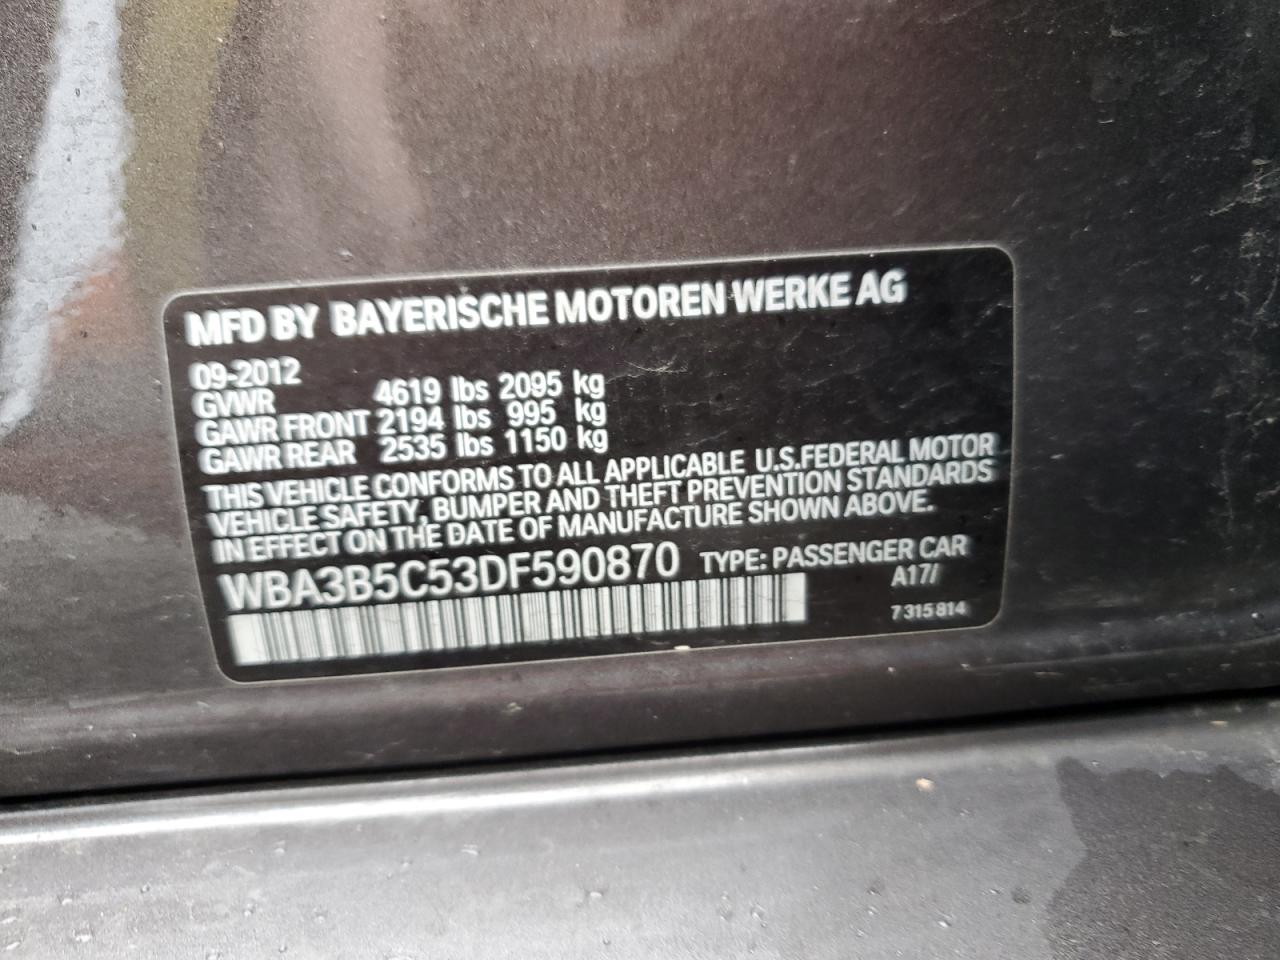 MFD BY BAYERISCHE MOTOREN WERKE AG
09-2012
GVWR 4619 lbs 2095 kg
GAWR FRONT 2194 lbs 995 kg
GAWR REAR 2535 lbs 1150 kg
THIS VEHICLE CONFORMS TO ALL APPLICABLE U.S.FEDERAL MOTOR
VEHICLE SAFETY, BUMPER AND THEFT PREVENTION STANDARDS
IN EFFECT ON THE DATE OF MANUFACTURE SHOWN ABOVE.
WBA3B5C53DF590870 TYPE: PASSENGER CAR
A17/
7 315 814